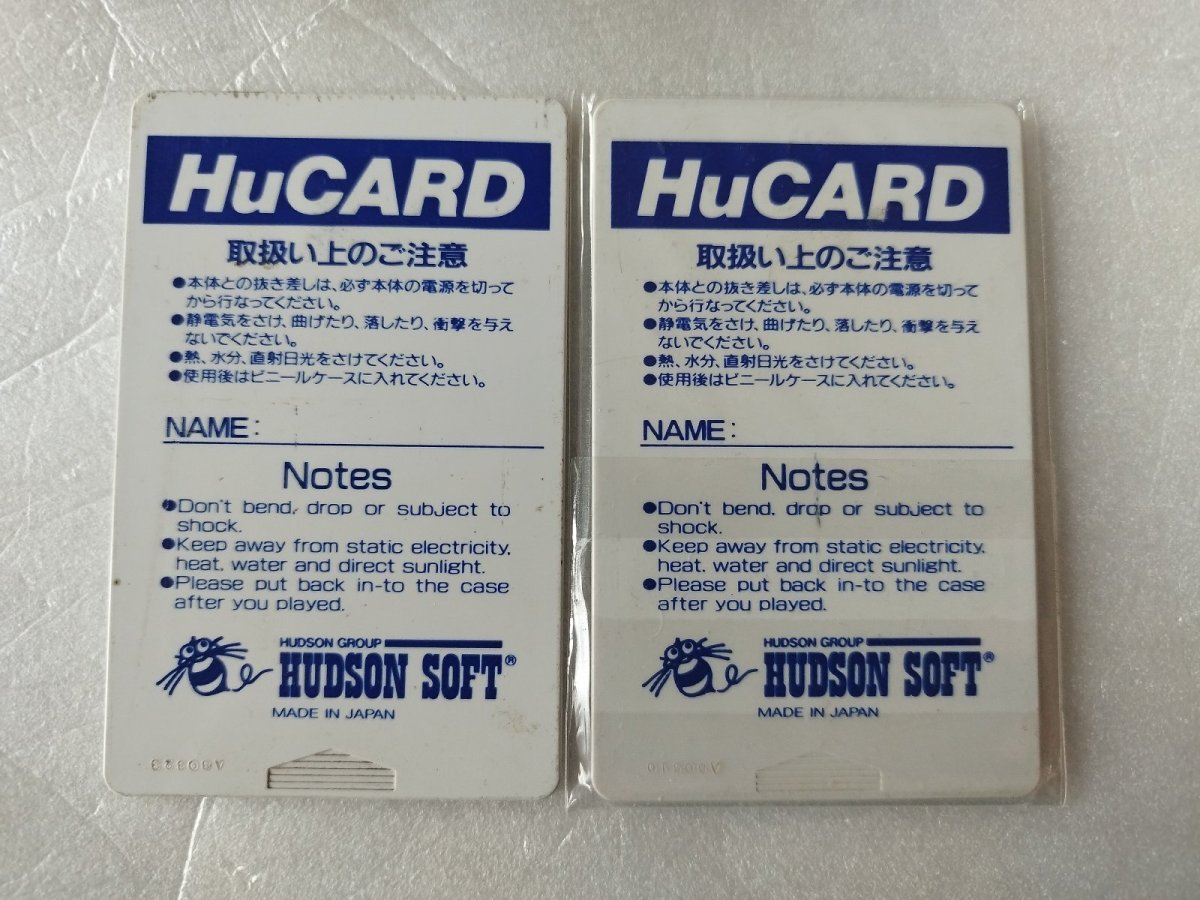 HuCARD
取扱い上のご注意
●本体との抜き差しは、必ず本体の電源を切って
から行なってください。
●静電気をさけ、曲げたり、落したり、衝撃を与え
ないでください。
●熱、水分、直射日光をさけてください。
●使用後はビニールケースに入れてください。
NAME:
Notes
●Don't bend, drop or subject to
shock.
●Keep away from static electricity,
heat, water and direct sunlight.
●Please put back in-to the case
after you played.
HUDSON GROUP
HUDSON SOFT®
MADE IN JAPAN
HuCARD
取扱い上のご注意
●本体との抜き差しは、必ず本体の電源を切って
から行なってください。
●静電気をさけ、曲げたり、落したり、衝撃を与え
ないでください。
●熱、水分、直射日光をさけてください。
●使用後はビニールケースに入れてください。
NAME:
Notes
●Don't bend, drop or subject to
shock.
●Keep away from static electricity,
heat, water and direct sunlight.
●Please put back in-to the case
after you played.
HUDSON GROUP
HUDSON SOFT®
MADE IN JAPAN